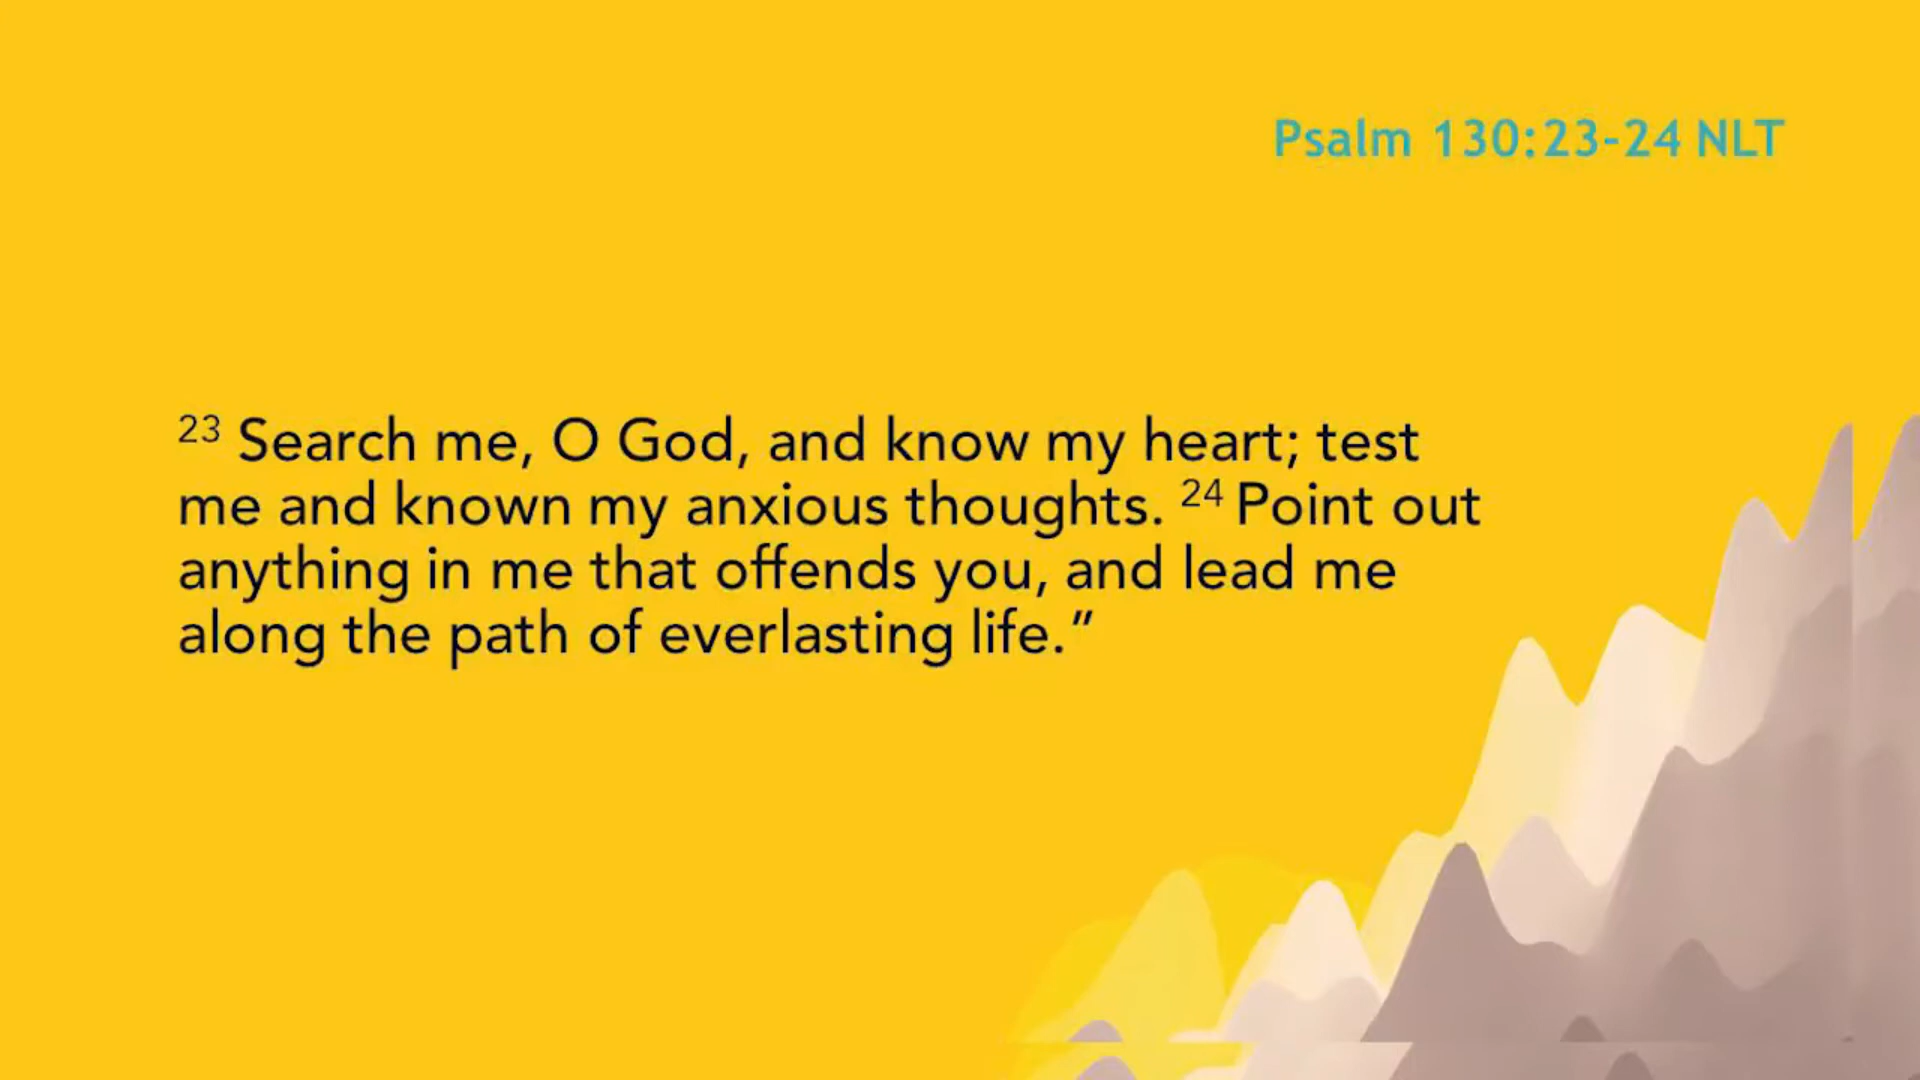 Psalm 130:23-24 NLT
23 Search me, O God, and know my heart; test
me and known my anxious thoughts. 24 Point out
anything in me that offends you, and lead me
along the path of everlasting life.”